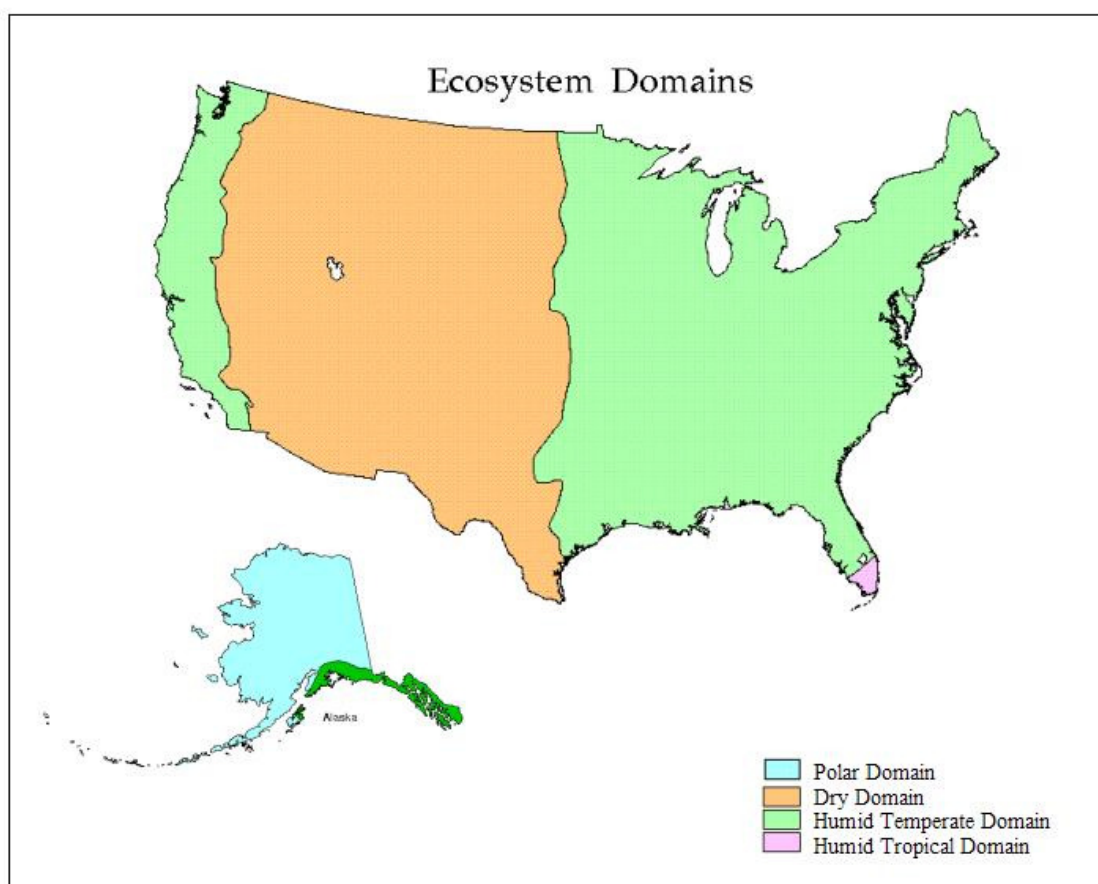 Ecosystem Domains
Alaska
Polar Domain
Dry Domain
Humid Temperate Domain
Humid Tropical Domain